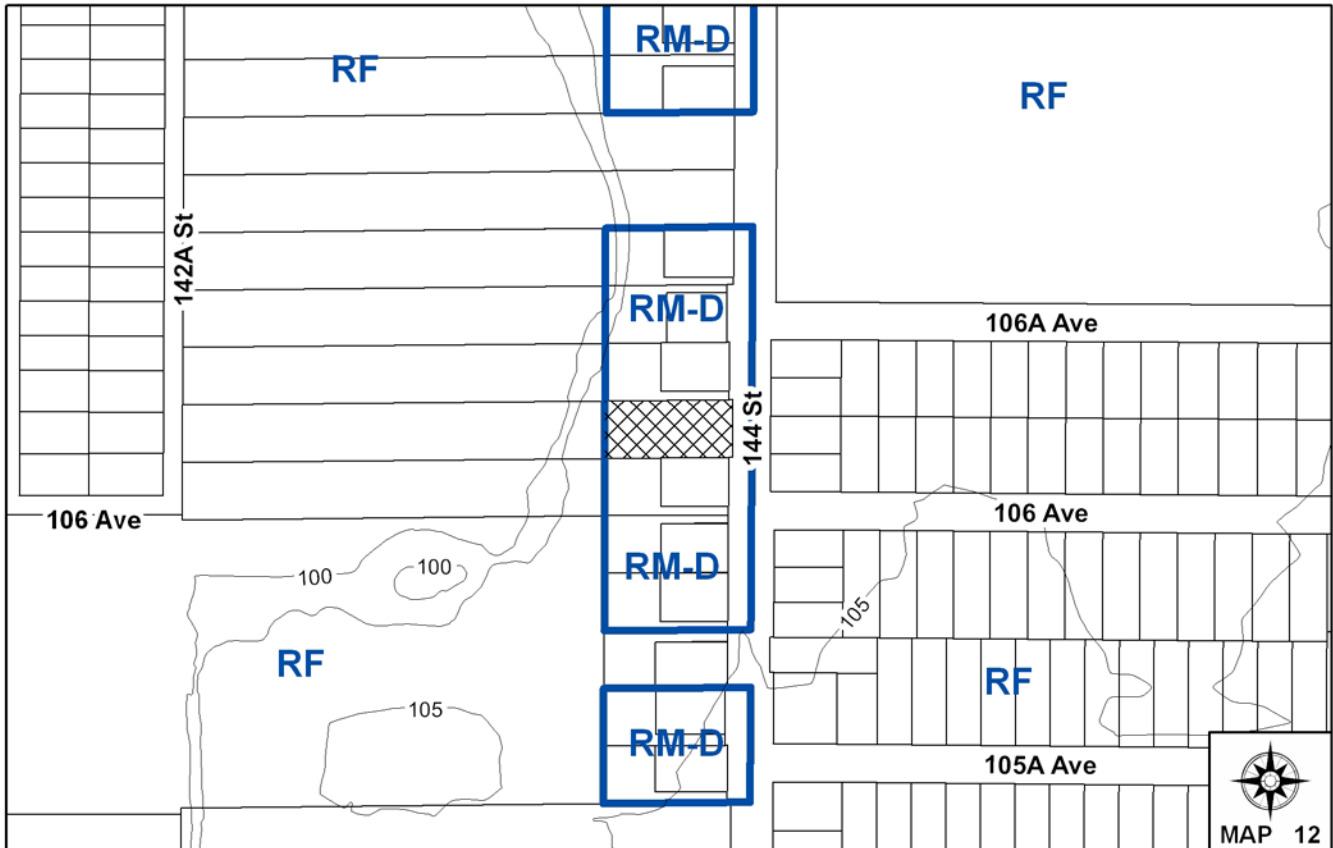 RM-D
RF
RF
142A St
RM-D
106A Ave
144 St
106 Ave
106 Ave
100
100
RM-D
105
RF
RF
105
RM-D
105A Ave
MAP 12